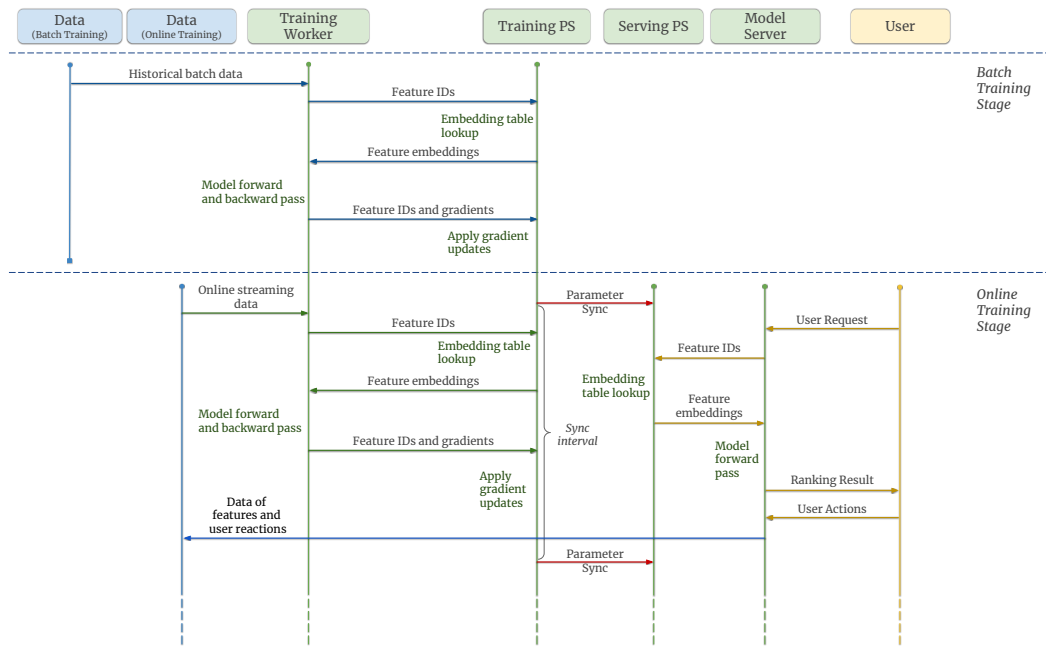 Data
(Batch Training)
Data
(Online Training)
Training
Worker
Training PS
Serving PS
Model
Server
User
Batch
Training
Stage
Historical batch data
Feature IDs
Embedding table
lookup
Feature embeddings
Model forward
and backward pass
Feature IDs and gradients
Apply gradient
updates
Online
Training
Stage
Online streaming
data
Parameter
Sync
User Request
Feature IDs
Embedding table
lookup
Feature IDs
Feature embeddings
Embedding
table lookup
Feature
embeddings
Model forward
and backward pass
Sync
interval
Feature IDs and gradients
Model
forward
pass
Apply
gradient
updates
Ranking Result
Data of
features and
user reactions
User Actions
Parameter
Sync